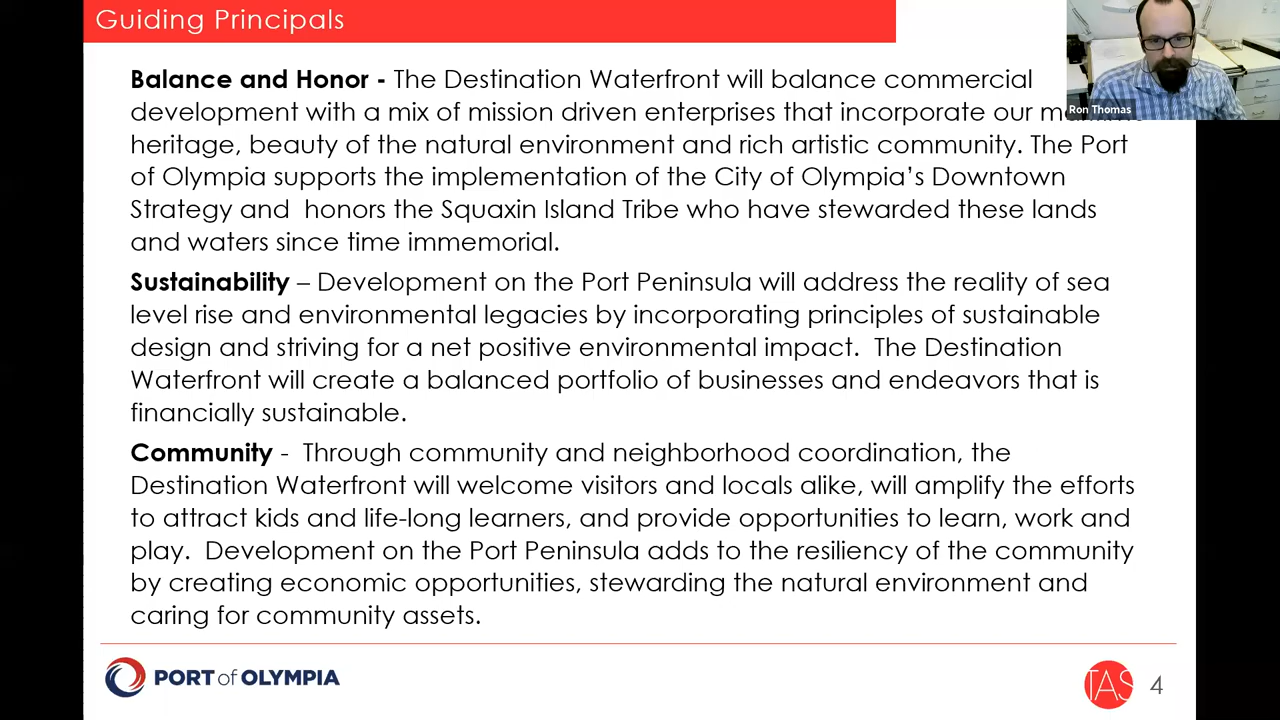 Guiding Principals
Ron Thomas
Balance and Honor - The Destination Waterfront will balance commercial
development with a mix of mission driven enterprises that incorporate our
heritage, beauty of the natural environment and rich artistic community. The Port
of Olympia supports the implementation of the City of Olympia’s Downtown
Strategy and  honors the Squaxin Island Tribe who have stewarded these lands
and waters since time immemorial.
Sustainability – Development on the Port Peninsula will address the reality of sea
level rise and environmental legacies by incorporating principles of sustainable
design and striving for a net positive environmental impact.  The Destination
Waterfront will create a balanced portfolio of businesses and endeavors that is
financially sustainable.
Community -  Through community and neighborhood coordination, the
Destination Waterfront will welcome visitors and locals alike, will amplify the efforts
to attract kids and life-long learners, and provide opportunities to learn, work and
play.  Development on the Port Peninsula adds to the resiliency of the community
by creating economic opportunities, stewarding the natural environment and
caring for community assets.
PORT of OLYMPIA
TAS
4